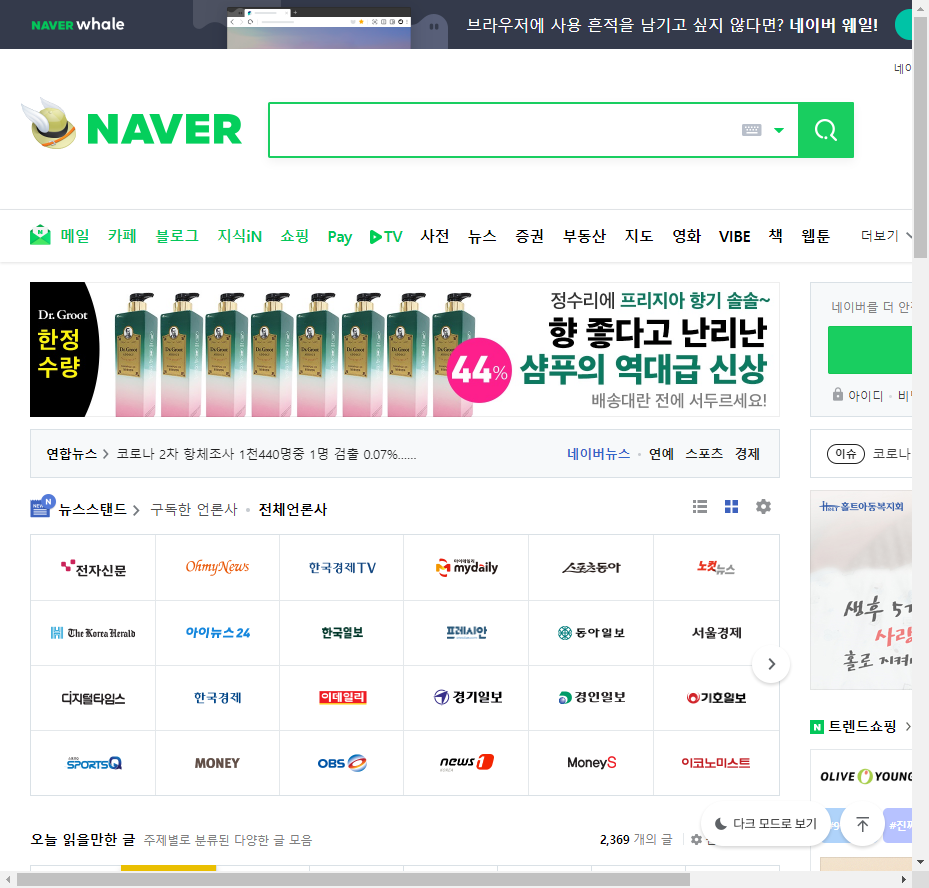 NAVER whale
브라우저에 사용 흔적을 남기고 싶지 않다면? 네이버 웨일!
NAVER
메일 카페 블로그 지식iN 쇼핑 Pay TV 사전 뉴스 증권 부동산 지도 영화 VIBE 책 웹툰 더보기
Dr. Groot
한정
수량
정수리에 프리지아 향기 솔솔~
향 좋다고 난리난
44%
샴푸의 역대급 신상
배송대란 전에 서두르세요!
네이버를 더 안
아이디
연합뉴스 코로나 2차 항체조사 1천440명중 1명 검출 0.07%......
네이버뉴스 연예 스포츠 경제
이슈 코로나
뉴스스탠드 구독한 언론사 전체언론사
전자신문 OhmyNews 한국경제TV 마이데일리 mydaily 스포츠동아 노컷뉴스
The Korea Herald 아이뉴스24 한국일보 프레시안 동아일보 서울경제
디지털타임스 한국경제 이데일리 경기일보 경인일보 기호일보
SPORTSQ MONEY OBS news1 KOREA MoneyS 이코노미스트
홀트아동복지회
생후
사랑
홀로 지켜
N 트렌드쇼핑
OLIVE YOUNG
오늘 읽을만한 글 주제별로 분류된 다양한 글 모음
2,369 개의 글
다크 모드로 보기